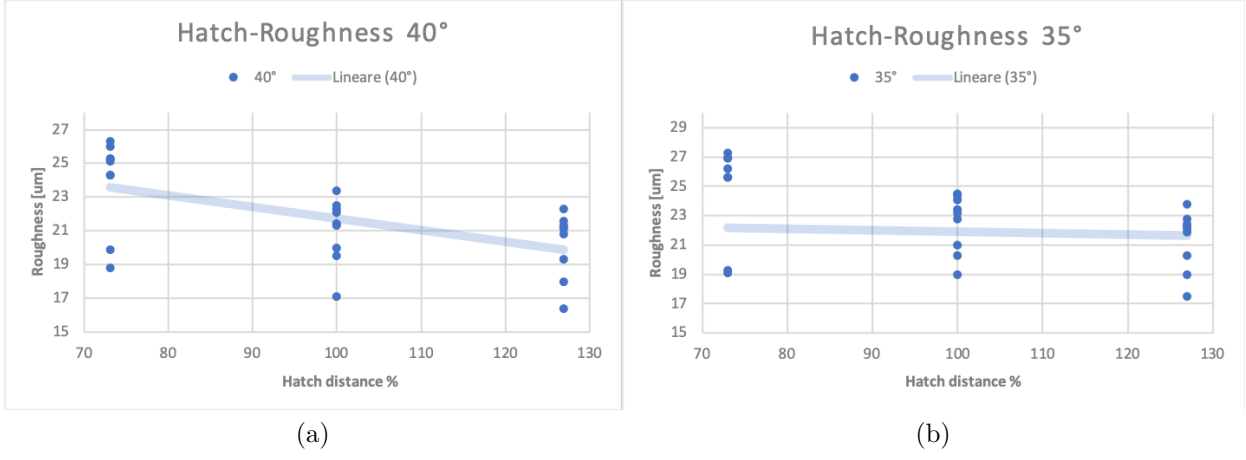 Hatch-Roughness 40°
40°
Lineare (40°)
27
25
23
21
19
17
15
Roughness [um]
70 80 90 100 110 120 130
Hatch distance %
(a)
Hatch-Roughness 35°
35°
Lineare (35°)
29
27
25
23
21
19
17
15
Roughness [um]
70 80 90 100 110 120 130
Hatch distance %
(b)